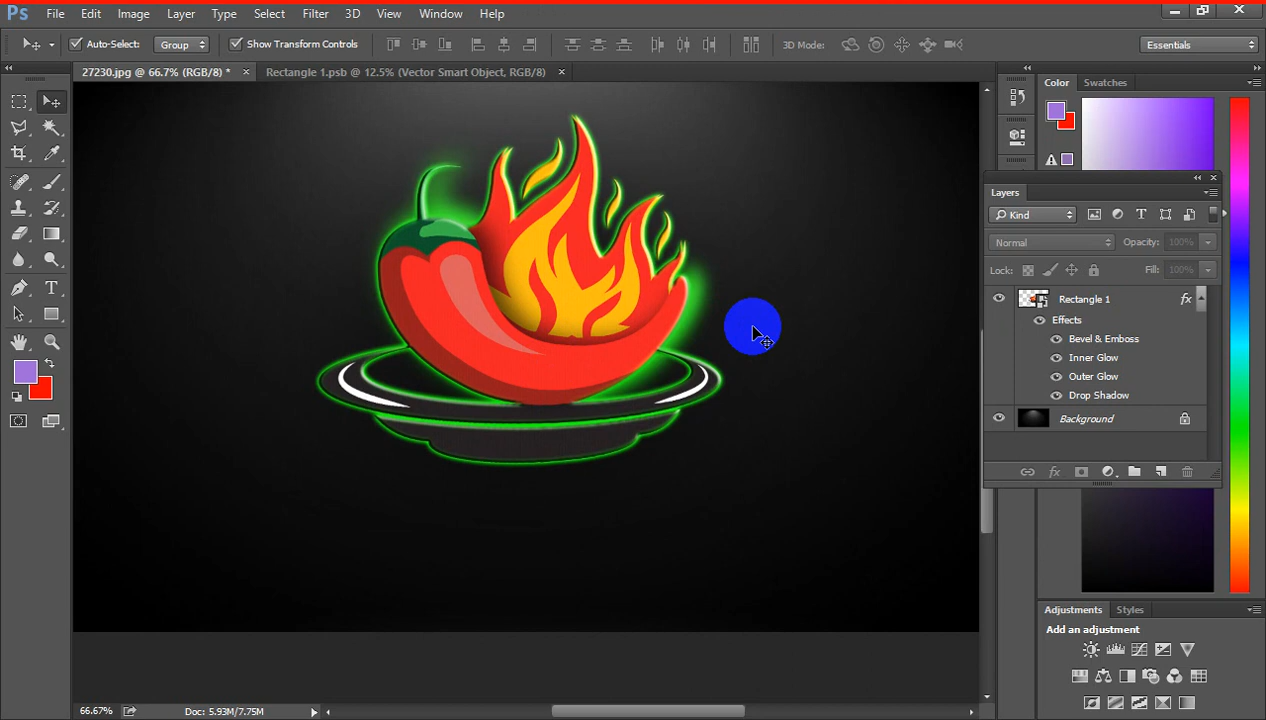 Ps File Edit Image Layer Type Select Filter 3D View Window Help
Auto-Select: Group Show Transform Controls 3D Mode: Essentials
27230.jpg @ 66.7% (RGB/8) * × Rectangle 1.psb @ 12.5% (Vector Smart Object, RGB/8) ×
Color Swatches
A
Layers
Kind
Normal Opacity: 100%
Lock: Fill: 100%
Rectangle 1 fx
Effects
Bevel & Emboss
Inner Glow
Outer Glow
Drop Shadow
Background
fx
Adjustments Styles
Add an adjustment
66.67% Doc: 5.93M/7.75M